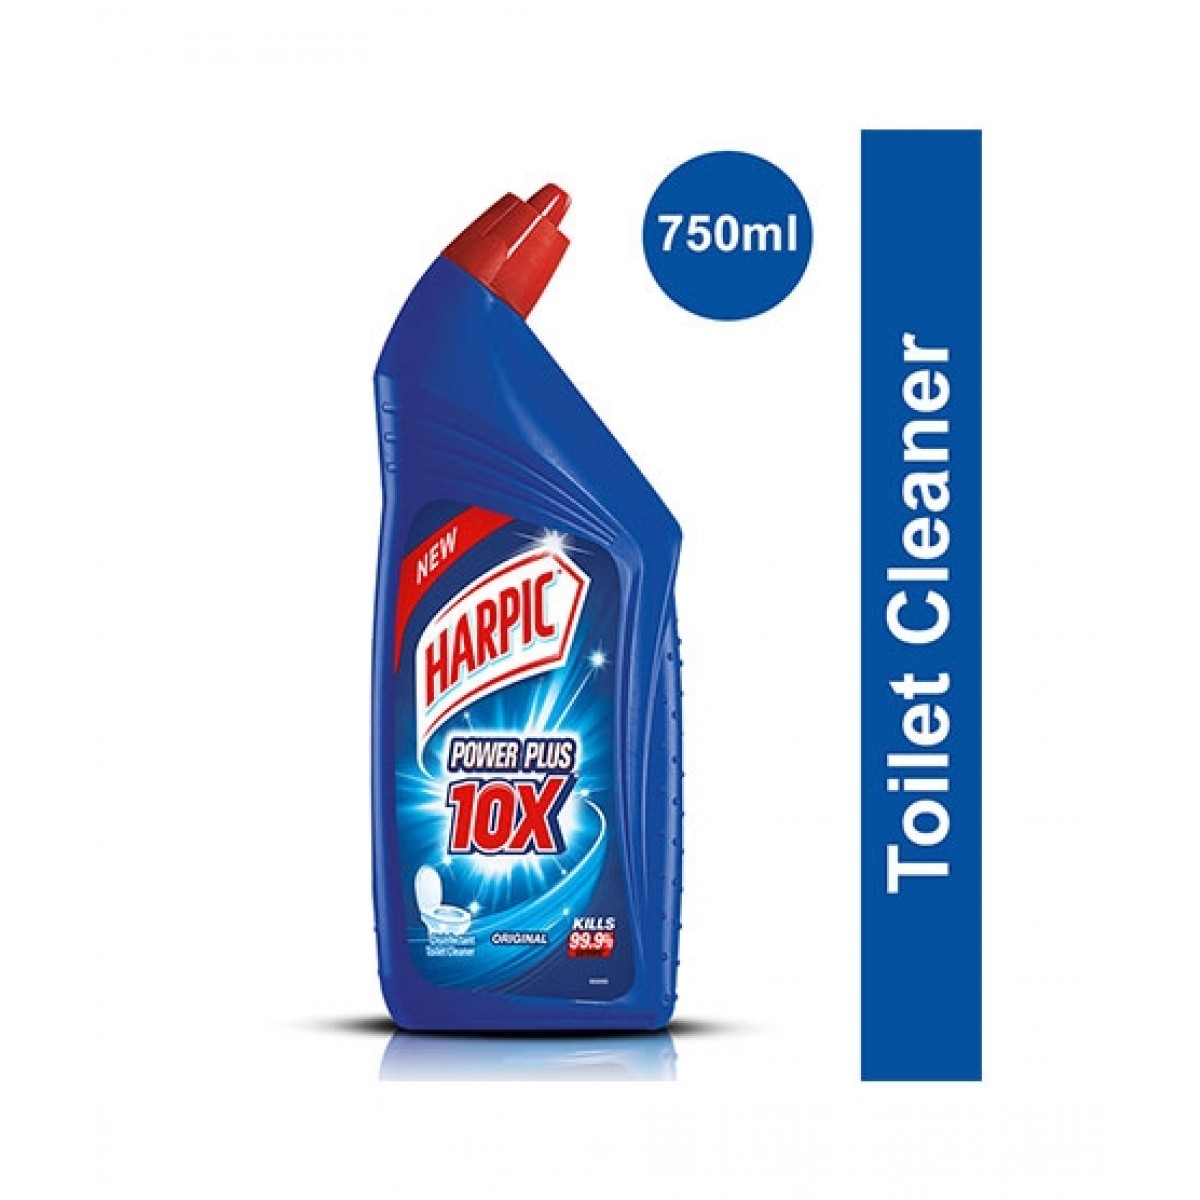 750ml
Toilet Cleaner
NEW
HARPIC
POWER PLUS
10X
Disinfectant
Toilet Cleaner
ORIGINAL
KILLS
99.9%